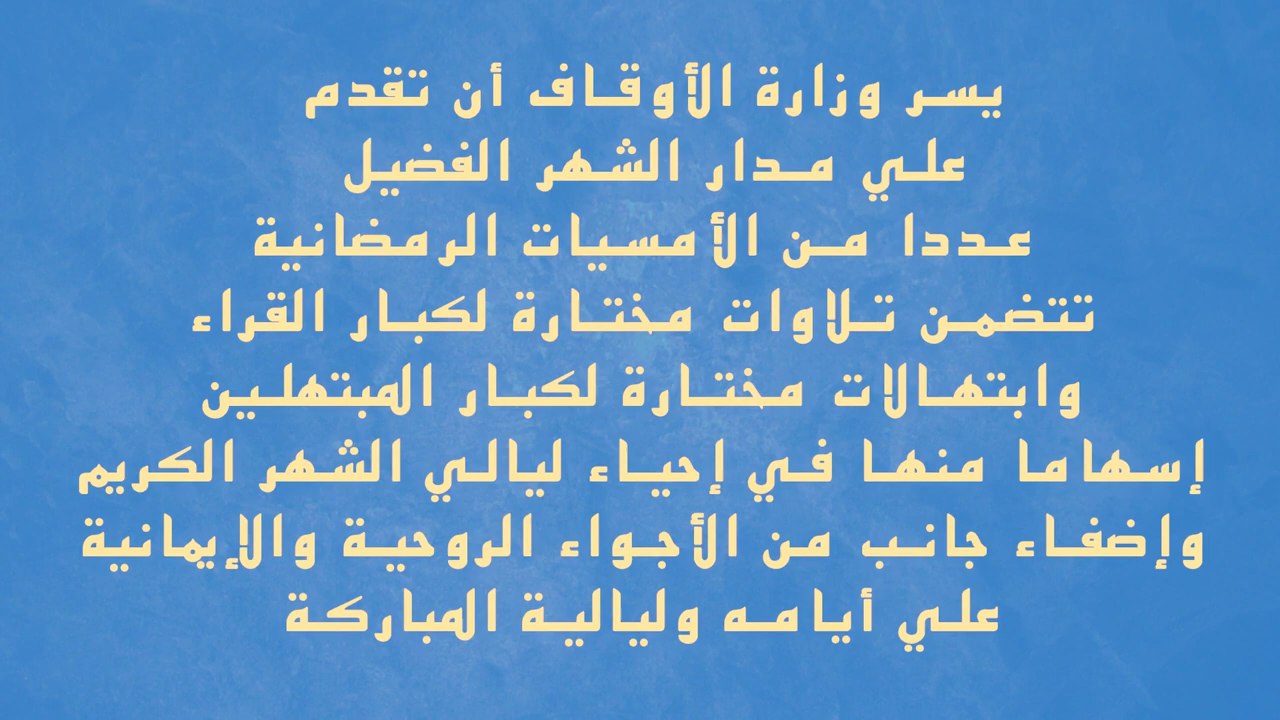 يسر وزارة الأوقاف أن تقدم
علي مدار الشهر الفضيل
عددا من الأمسيات الرمضانية
تتضمن تلاوات مختارة لكبار القراء
وابتهالات مختارة لكبار المبتهلين
إسهاما منها في إحياء ليالي الشهر الكريم
وإضفاء جانب من الأجواء الروحية والإيمانية
علي أيامه وليالية المباركة